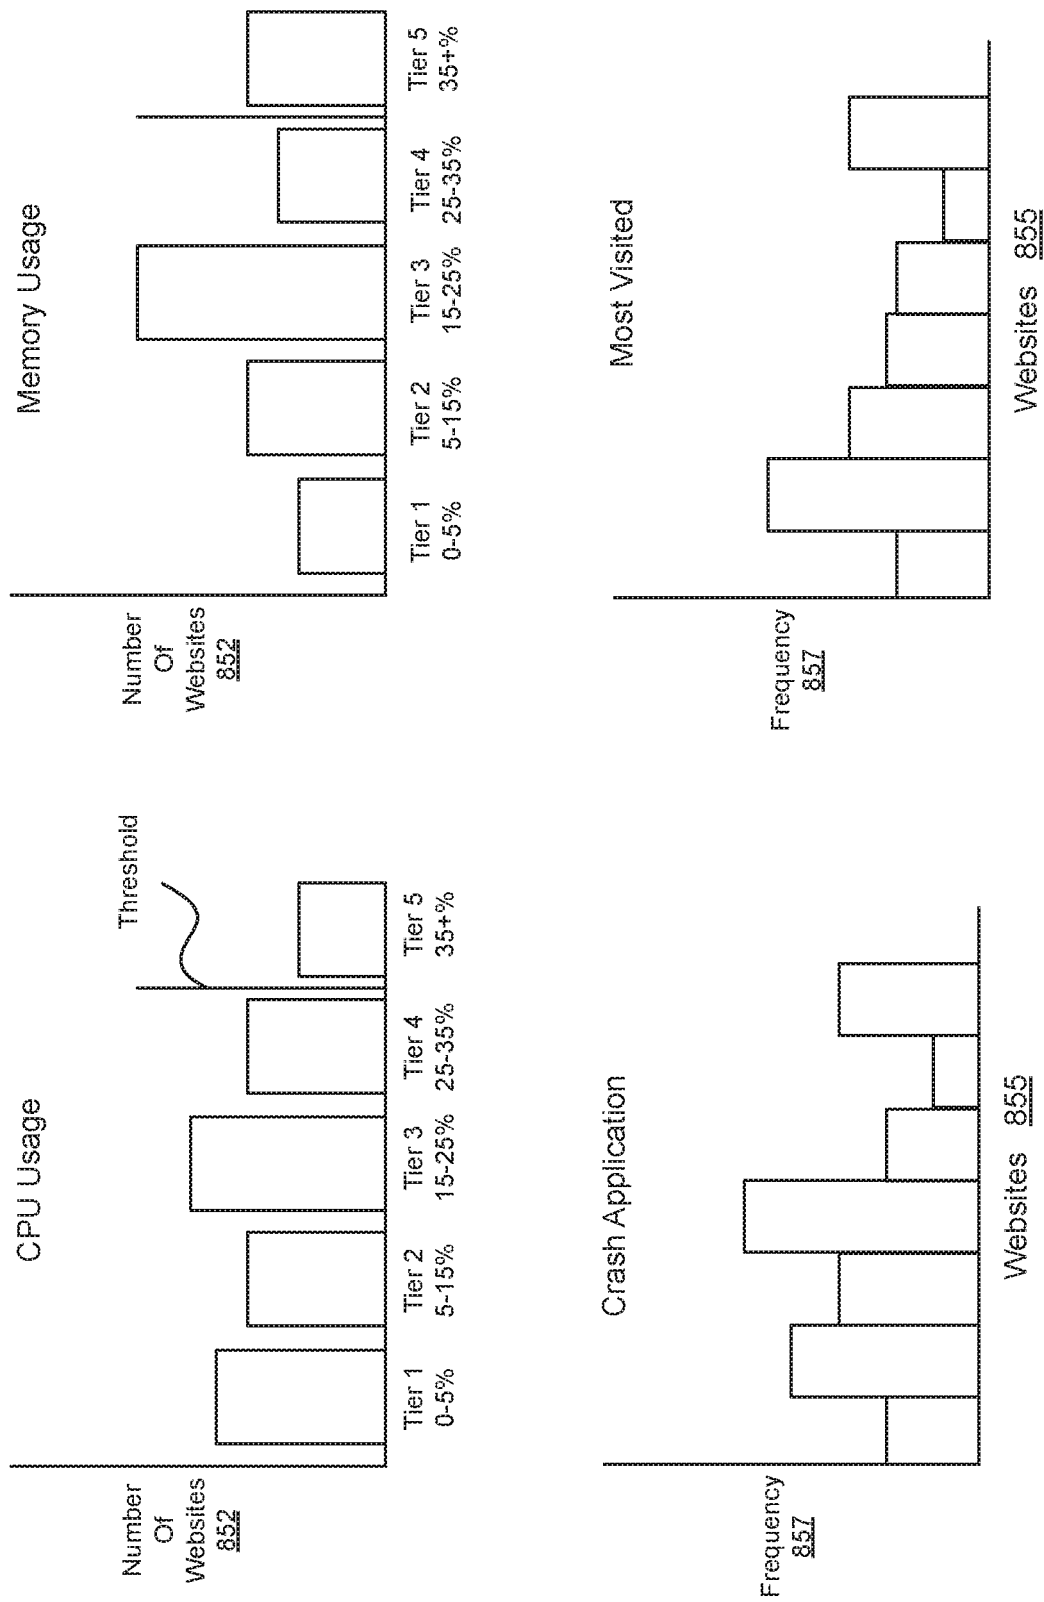 CPU Usage
Number
Of
Websites
852
Threshold
Tier 1
0-5%
Tier 2
5-15%
Tier 3
15-25%
Tier 4
25-35%
Tier 5
35+%
Memory Usage
Number
Of
Websites
852
Tier 1
0-5%
Tier 2
5-15%
Tier 3
15-25%
Tier 4
25-35%
Tier 5
35+%
Crash Application
Frequency
857
Websites 855
Most Visited
Frequency
857
Websites 855